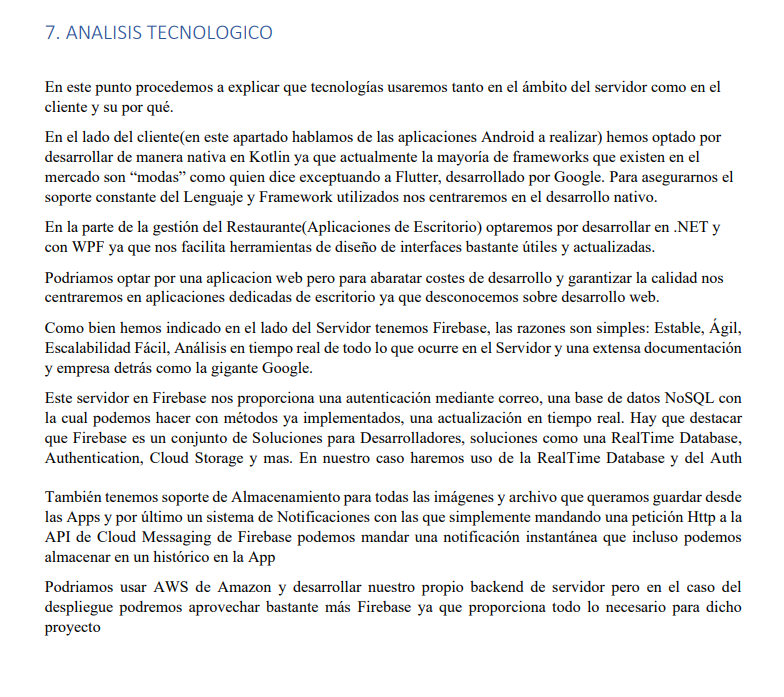 7. ANALISIS TECNOLOGICO
En este punto procedemos a explicar que tecnologías usaremos tanto en el ámbito del servidor como en el
cliente y su por qué.
En el lado del cliente(en este apartado hablamos de las aplicaciones Android a realizar) hemos optado por
desarrollar de manera nativa en Kotlin ya que actualmente la mayoría de frameworks que existen en el
mercado son “modas” como quien dice exceptuando a Flutter, desarrollado por Google. Para asegurarnos el
soporte constante del Lenguaje y Framework utilizados nos centraremos en el desarrollo nativo.
En la parte de la gestión del Restaurante(Aplicaciones de Escritorio) optaremos por desarrollar en .NET y
con WPF ya que nos facilita herramientas de diseño de interfaces bastante útiles y actualizadas.
Podriamos optar por una aplicacion web pero para abaratar costes de desarrollo y garantizar la calidad nos
centraremos en aplicaciones dedicadas de escritorio ya que desconocemos sobre desarrollo web.
Como bien hemos indicado en el lado del Servidor tenemos Firebase, las razones son simples: Estable, Ágil,
Escalabilidad Fácil, Análisis en tiempo real de todo lo que ocurre en el Servidor y una extensa documentación
y empresa detrás como la gigante Google.
Este servidor en Firebase nos proporciona una autenticación mediante correo, una base de datos NoSQL con
la cual podemos hacer con métodos ya implementados, una actualización en tiempo real. Hay que destacar
que Firebase es un conjunto de Soluciones para Desarrolladores, soluciones como una RealTime Database,
Authentication, Cloud Storage y mas. En nuestro caso haremos uso de la RealTime Database y del Auth
También tenemos soporte de Almacenamiento para todas las imágenes y archivo que queramos guardar desde
las Apps y por último un sistema de Notificaciones con las que simplemente mandando una petición Http a la
API de Cloud Messaging de Firebase podemos mandar una notificación instantánea que incluso podemos
almacenar en un histórico en la App
Podriamos usar AWS de Amazon y desarrollar nuestro propio backend de servidor pero en el caso del
despliegue podremos aprovechar bastante más Firebase ya que proporciona todo lo necesario para dicho
proyecto